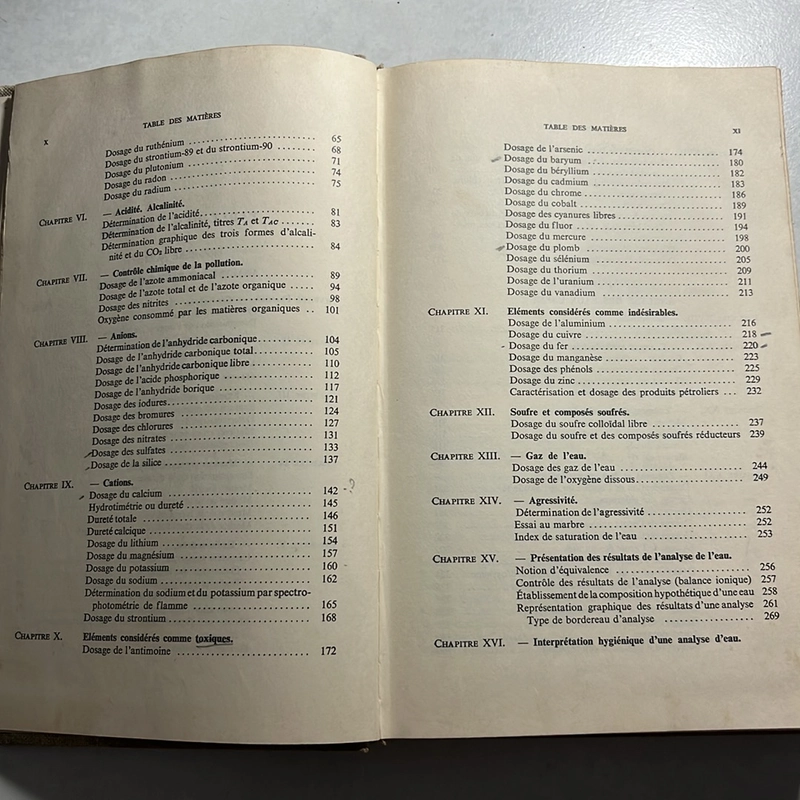 X
TABLE DES MATIÈRES
Dosage du ruthénium .......... 65
Dosage du strontium-89 et du strontium-90 .......... 68
Dosage du plutonium .......... 71
Dosage du radon .......... 74
Dosage du radium .......... 75
CHAPITRE VI. — Acidité. Alcalinité.
Détermination de l'acidité .......... 81
Détermination de l'alcalinité, titres TA et TAC .......... 83
Détermination graphique des trois formes d'alcali-
nité et du CO₂ libre .......... 84
CHAPITRE VII. — Contrôle chimique de la pollution.
Dosage de l'azote ammoniacal .......... 89
Dosage de l'azote total et de l'azote organique .......... 94
Dosage des nitrites .......... 98
Oxygène consommé par les matières organiques .. 101
CHAPITRE VIII. — Anions.
Détermination de l'anhydride carbonique .......... 104
Dosage de l'anhydride carbonique total .......... 105
Dosage de l'anhydride carbonique libre .......... 110
Dosage de l'acide phosphorique .......... 112
Dosage de l'anhydride borique .......... 117
Dosage des iodures .......... 121
Dosage des bromures .......... 124
Dosage des chlorures .......... 127
Dosage des nitrates .......... 131
Dosage des sulfates .......... 133
Dosage de la silice .......... 137
CHAPITRE IX. — Cations.
Dosage du calcium .......... 142 - ?
Hydrotimétrie ou dureté .......... 145
Dureté totale .......... 146
Dureté calcique .......... 151
Dosage du lithium .......... 154
Dosage du magnésium .......... 157
Dosage du potassium .......... 160
Dosage du sodium .......... 162
Détermination du sodium et du potassium par spectro-
photométrie de flamme .......... 165
Dosage du strontium .......... 168
CHAPITRE X. Eléments considérés comme toxiques.
Dosage de l'antimoine .......... 172
TABLE DES MATIÈRES
XI
Dosage de l'arsenic .......... 174
Dosage du baryum .......... 180
Dosage du béryllium .......... 182
Dosage du cadmium .......... 183
Dosage du chrome .......... 186
Dosage du cobalt .......... 189
Dosage des cyanures libres .......... 191
Dosage du fluor .......... 194
Dosage du mercure .......... 198
Dosage du plomb .......... 200
Dosage du sélénium .......... 205
Dosage du thorium .......... 209
Dosage de l'uranium .......... 211
Dosage du vanadium .......... 213
CHAPITRE XI. Eléments considérés comme indésirables.
Dosage de l'aluminium .......... 216
Dosage du cuivre .......... 218
Dosage du fer .......... 220
Dosage du manganèse .......... 223
Dosage des phénols .......... 225
Dosage du zinc .......... 229
Caractérisation et dosage des produits pétroliers ... 232
CHAPITRE XII. Soufre et composés soufrés.
Dosage du soufre colloïdal libre .......... 237
Dosage du soufre et des composés soufrés réducteurs 239
CHAPITRE XIII. — Gaz de l'eau.
Dosage des gaz de l'eau .......... 244
Dosage de l'oxygène dissous .......... 249
CHAPITRE XIV. — Agressivité.
Détermination de l'agressivité .......... 252
Essai au marbre .......... 252
Index de saturation de l'eau .......... 253
CHAPITRE XV. — Présentation des résultats de l'analyse de l'eau.
Notion d'équivalence .......... 256
Contrôle des résultats de l'analyse (balance ionique) 257
Établissement de la composition hypothétique d'une eau 258
Représentation graphique des résultats d'une analyse 261
Type de bordereau d'analyse .......... 269
CHAPITRE XVI. — Interprétation hygiénique d'une analyse d'eau.